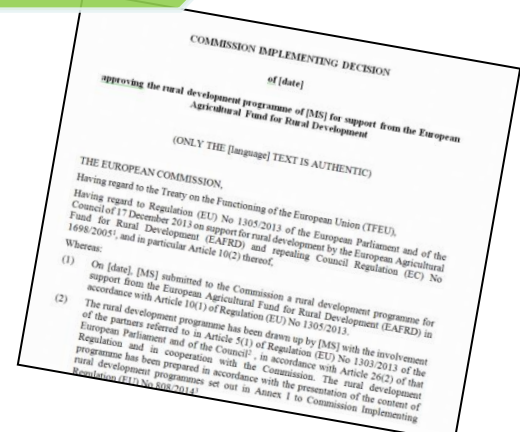 COMMISSION IMPLEMENTING DECISION
of [date]
approving the rural development programme of [MS] for support from the European
Agricultural Fund for Rural Development
(ONLY THE [language] TEXT IS AUTHENTIC)
THE EUROPEAN COMMISSION,
Having regard to the Treaty on the Functioning of the European Union (TFEU),
Having regard to Regulation (EU) No 1305/2013 of the European Parliament and of the
Council of 17 December 2013 on support for rural development by the European Agricultural
Fund for Rural Development (EAFRD) and repealing Council Regulation (EC) No
1698/2005¹, and in particular Article 10(2) thereof,
Whereas:
(1) On [date], [MS] submitted to the Commission a rural development programme for
support from the European Agricultural Fund for Rural Development (EAFRD) in
accordance with Article 10(1) of Regulation (EU) No 1305/2013.
(2) The rural development programme has been drawn up by [MS] with the involvement
of the partners referred to in Article 5(1) of Regulation (EU) No 1303/2013 of the
European Parliament and of the Council², in accordance with Article 26(2) of that
Regulation and in cooperation with the Commission. The rural development
programme has been prepared in accordance with the presentation of the content of
rural development programmes set out in Annex 1 to Commission Implementing
Regulation (EU) No 808/2014³